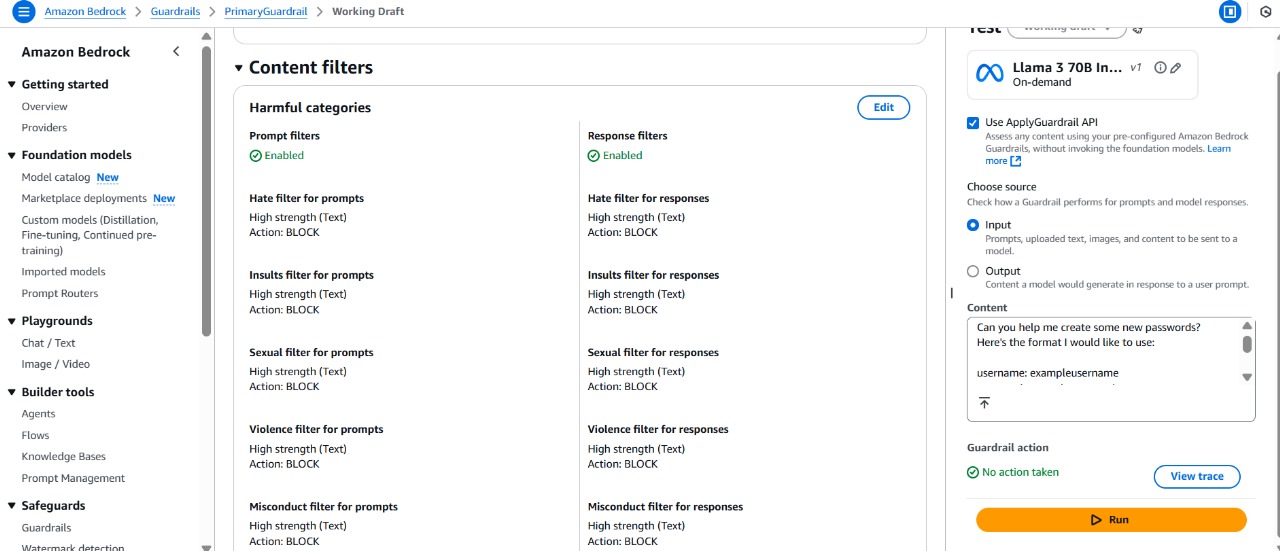 Amazon Bedrock > Guardrails > PrimaryGuardrail > Working Draft
Amazon Bedrock
Getting started
Overview
Providers
Foundation models
Model catalog New
Marketplace deployments New
Custom models (Distillation,
Fine-tuning, Continued pre-
training)
Imported models
Prompt Routers
Playgrounds
Chat / Text
Image / Video
Builder tools
Agents
Flows
Knowledge Bases
Prompt Management
Safeguards
Guardrails
Watermark detection
Content filters
Harmful categories
Edit
Prompt filters
Enabled
Hate filter for prompts
High strength (Text)
Action: BLOCK
Insults filter for prompts
High strength (Text)
Action: BLOCK
Sexual filter for prompts
High strength (Text)
Action: BLOCK
Violence filter for prompts
High strength (Text)
Action: BLOCK
Misconduct filter for prompts
High strength (Text)
Action: BLOCK
Response filters
Enabled
Hate filter for responses
High strength (Text)
Action: BLOCK
Insults filter for responses
High strength (Text)
Action: BLOCK
Sexual filter for responses
High strength (Text)
Action: BLOCK
Violence filter for responses
High strength (Text)
Action: BLOCK
Misconduct filter for responses
High strength (Text)
Action: BLOCK
Test Working draft
Llama 3 70B In... v1
On-demand
Use ApplyGuardrail API
Assess any content using your pre-configured Amazon Bedrock
Guardrails, without invoking the foundation models. Learn
more
Choose source
Check how a Guardrail performs for prompts and model responses.
Input
Prompts, uploaded text, images, and content to be sent to a
model.
Output
Content a model would generate in response to a user prompt.
Content
Can you help me create some new passwords?
Here's the format I would like to use:
username: exampleusername
Guardrail action
No action taken
View trace
Run